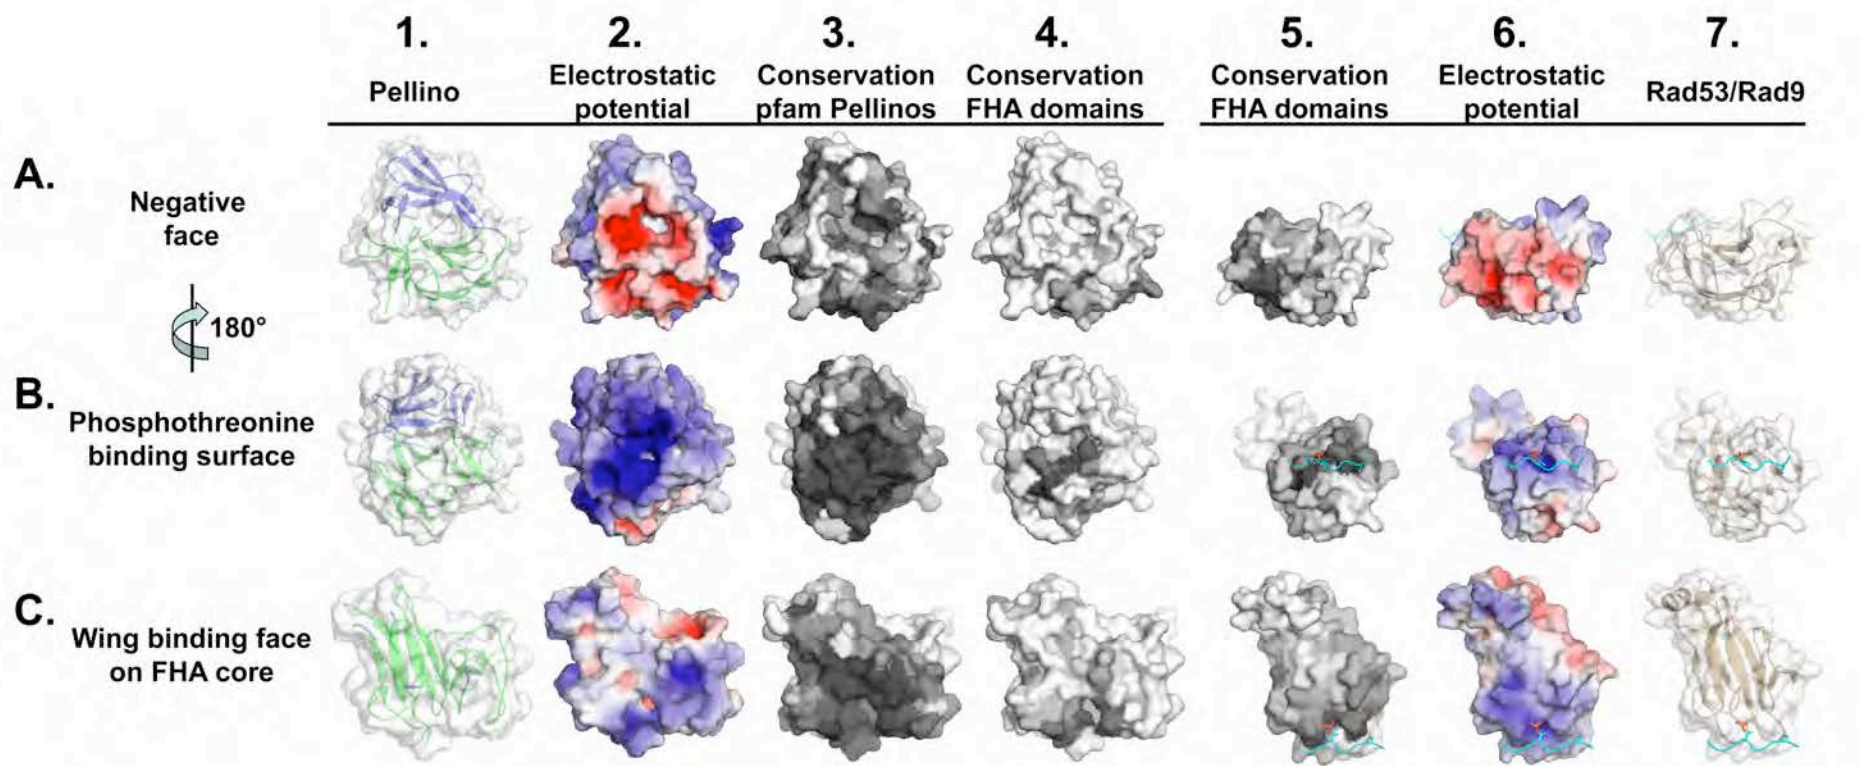 1.
2.
3.
4.
5.
6.
7.
Pellino
Electrostatic
potential
Conservation
pfam Pellinos
Conservation
FHA domains
Conservation
FHA domains
Electrostatic
potential
Rad53/Rad9
A.
Negative
face
180°
B.
Phosphothreonine
binding surface
C.
Wing binding face
on FHA core